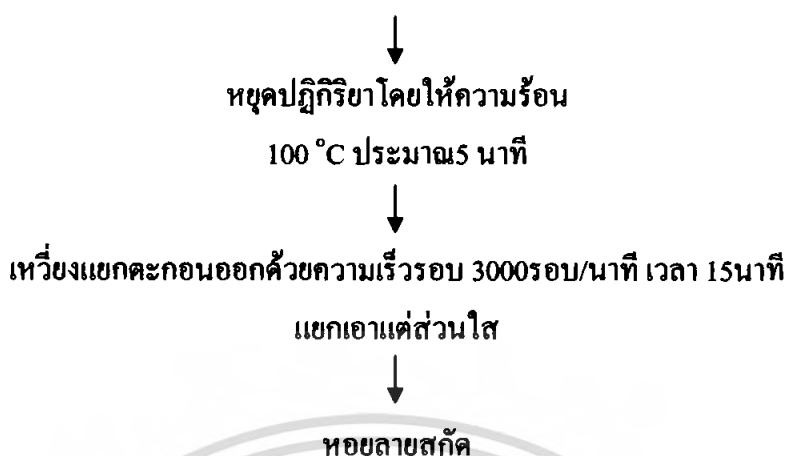 หยุดปฏิกิริยาโดยให้ความร้อน
100 °C ประมาณ5 นาที
เหวี่ยงแยกตะกอนออกด้วยความเร็วรอบ 3000รอบ/นาที เวลา 15นาที
แยกเอาแต่ส่วนใส
หอยลายสกัด